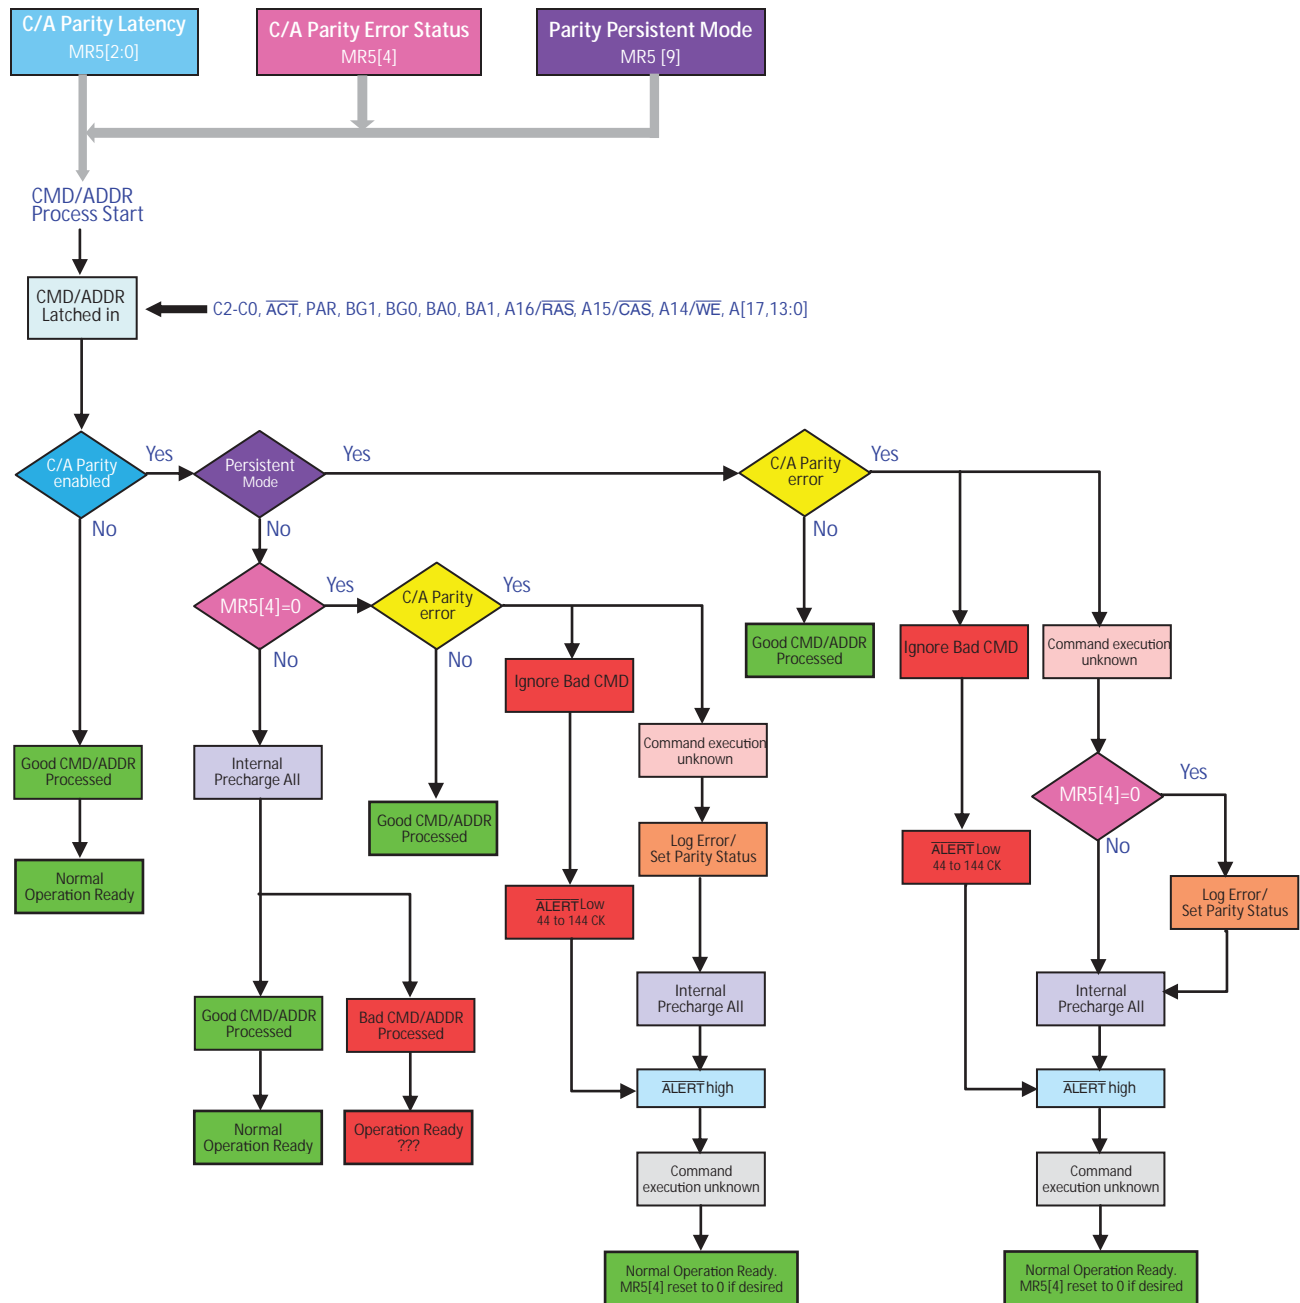 C/A Parity Latency
MR5[2:0]
C/A Parity Error Status
MR5[4]
Parity Persistent Mode
MR5 [9]
CMD/ADDR
Process Start
CMD/ADDR
Latched in
C2-C0, A̅C̅T̅, PAR, BG1, BG0, BA0, BA1, A16/R̅A̅S̅, A15/C̅A̅S̅, A14/W̅E̅, A[17,13:0]
C/A Parity
enabled
Yes
No
Persistent
Mode
Yes
No
C/A Parity
error
Yes
No
MR5[4]=0
Yes
No
C/A Parity
error
Yes
No
Good CMD/ADDR
Processed
Ignore Bad CMD
Command execution
unknown
Ignore Bad CMD
Good CMD/ADDR
Processed
Internal
Precharge All
Command execution
unknown
MR5[4]=0
Yes
No
Good CMD/ADDR
Processed
Log Error/
Set Parity Status
A̅L̅E̅R̅T̅ Low
44 to 144 CK
Normal
Operation Ready
A̅L̅E̅R̅T̅ Low
44 to 144 CK
Log Error/
Set Parity Status
Good CMD/ADDR
Processed
Bad CMD/ADDR
Processed
Internal
Precharge All
Internal
Precharge All
A̅L̅E̅R̅T̅ high
A̅L̅E̅R̅T̅ high
Normal
Operation Ready
Operation Ready
???
Command
execution unknown
Command
execution unknown
Normal Operation Ready.
MR5[4] reset to 0 if desired
Normal Operation Ready.
MR5[4] reset to 0 if desired